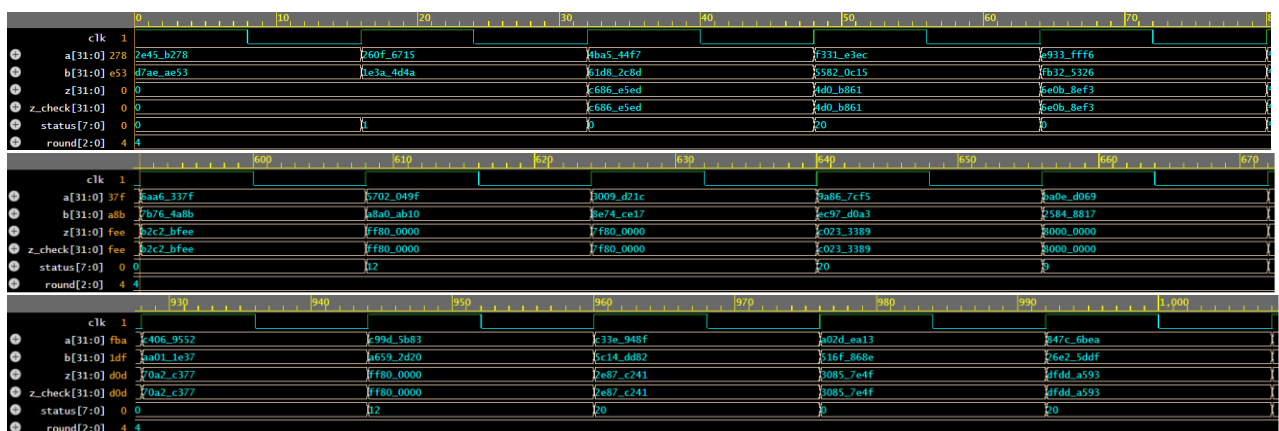 0 10 20 30 40 50 60 70 8
clk 1
a[31:0] 278 2e45_b278 260f_6715 4ba5_44f7 f331_e3ec e933_fff6
b[31:0] e53 d7ae_ae53 1e3a_4d4a 61d8_2c8d 5582_0c15 fb32_5326
z[31:0] 0 0 c686_e5ed 4d0_b861 6e0b_8ef3
z_check[31:0] 0 0 c686_e5ed 4d0_b861 6e0b_8ef3
status[7:0] 0 0 1 0 20 0
round[2:0] 4 4
600 610 620 630 640 650 660 670
clk 1
a[31:0] 37f 6aa6_337f 5702_049f 3009_d21c 9a86_7cf5 ba0e_d069
b[31:0] a8b 7b76_4a8b a8a0_ab10 8e74_ce17 ec97_d0a3 2584_8817
z[31:0] fee b2c2_bfee ff80_0000 7f80_0000 c023_3389 8000_0000
z_check[31:0] fee b2c2_bfee ff80_0000 7f80_0000 c023_3389 8000_0000
status[7:0] 0 0 12 20 9
round[2:0] 4 4
930 940 950 960 970 980 990 1,000
clk 1
a[31:0] fba c406_9552 c99d_5b83 c33e_948f a02d_ea13 847c_6bea
b[31:0] 1df aa01_1e37 a659_2d20 5c14_dd82 516f_868e 26e2_5ddf
z[31:0] d0d 70a2_c377 ff80_0000 2e87_c241 3085_7e4f dfdd_a593
z_check[31:0] d0d 70a2_c377 ff80_0000 2e87_c241 3085_7e4f dfdd_a593
status[7:0] 0 0 12 20 0 20
round[2:0] 4 4